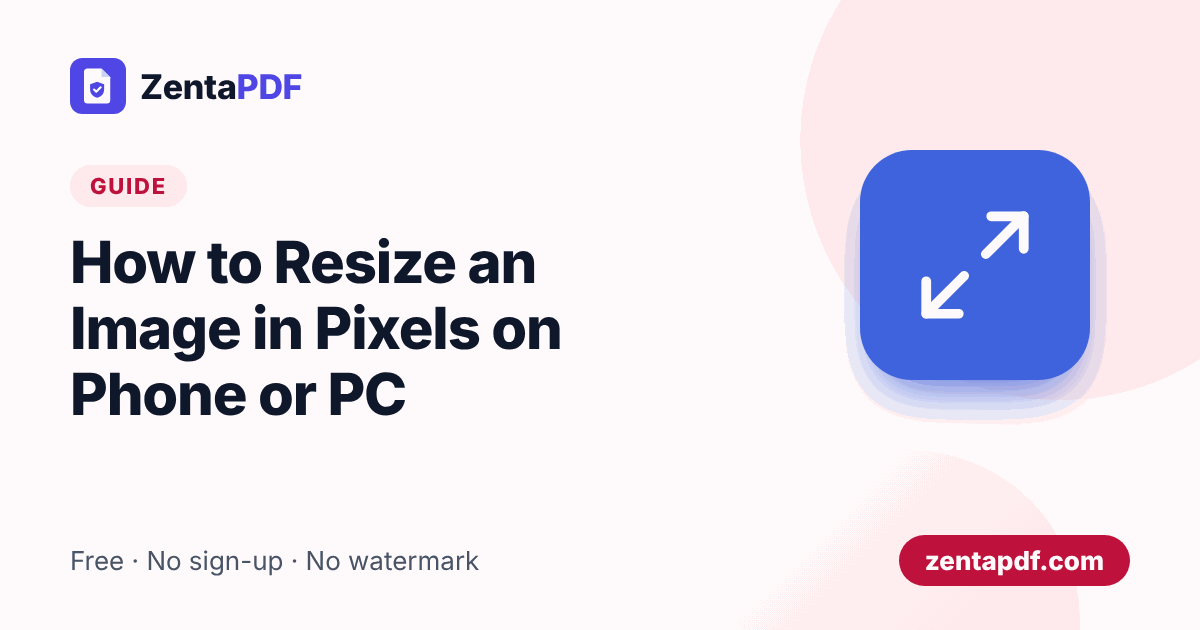 ZentaPDF
GUIDE
How to Resize an
Image in Pixels on
Phone or PC
Free · No sign-up · No watermark
zentapdf.com